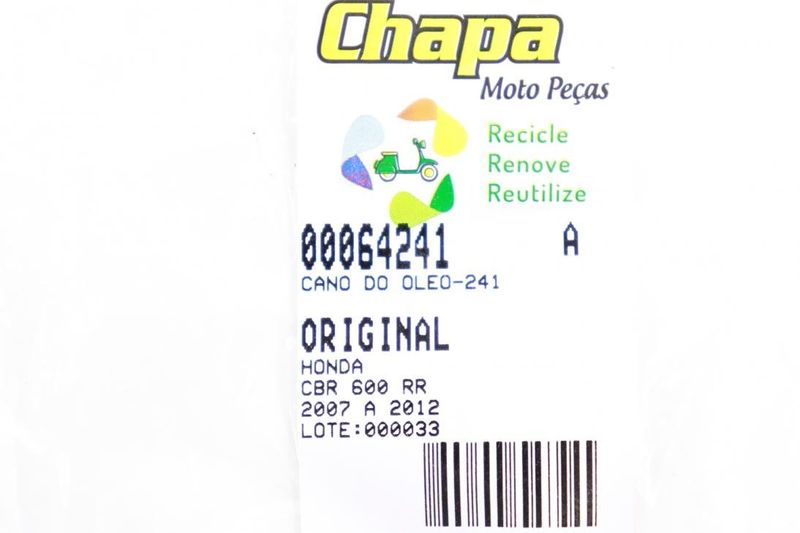 Chapa
Moto Peças
Recicle
Renove
Reutilize
00064241 A
CANO DO OLEO-241
ORIGINAL
HONDA
CBR 600 RR
2007 A 2012
LOTE:000033